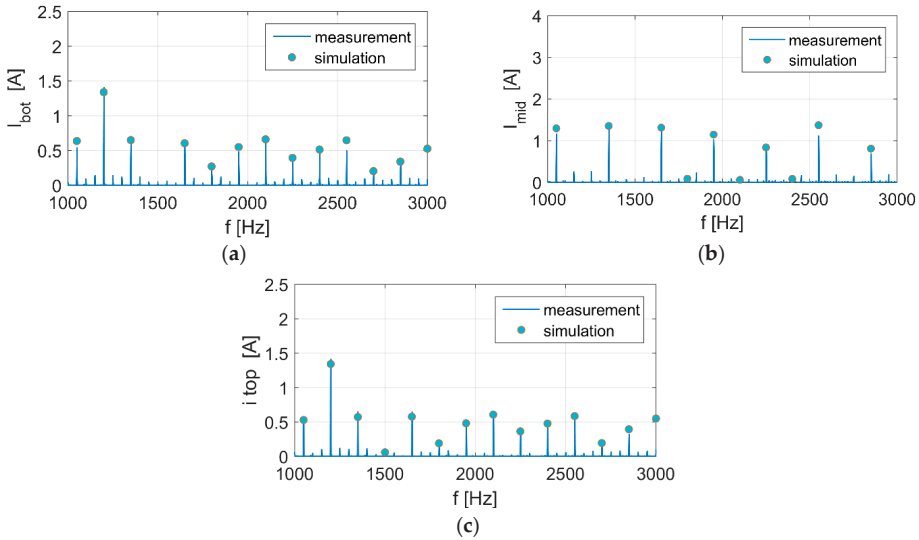 2.5
2
1.5
1
0.5
0
I_bot [A]
measurement
simulation
1000 1500 2000 2500 3000
f [Hz]
(a)
4
3
2
1
0
I_mid [A]
measurement
simulation
1000 1500 2000 2500 3000
f [Hz]
(b)
2.5
2
1.5
1
0.5
0
i top [A]
measurement
simulation
1000 1500 2000 2500 3000
f [Hz]
(c)